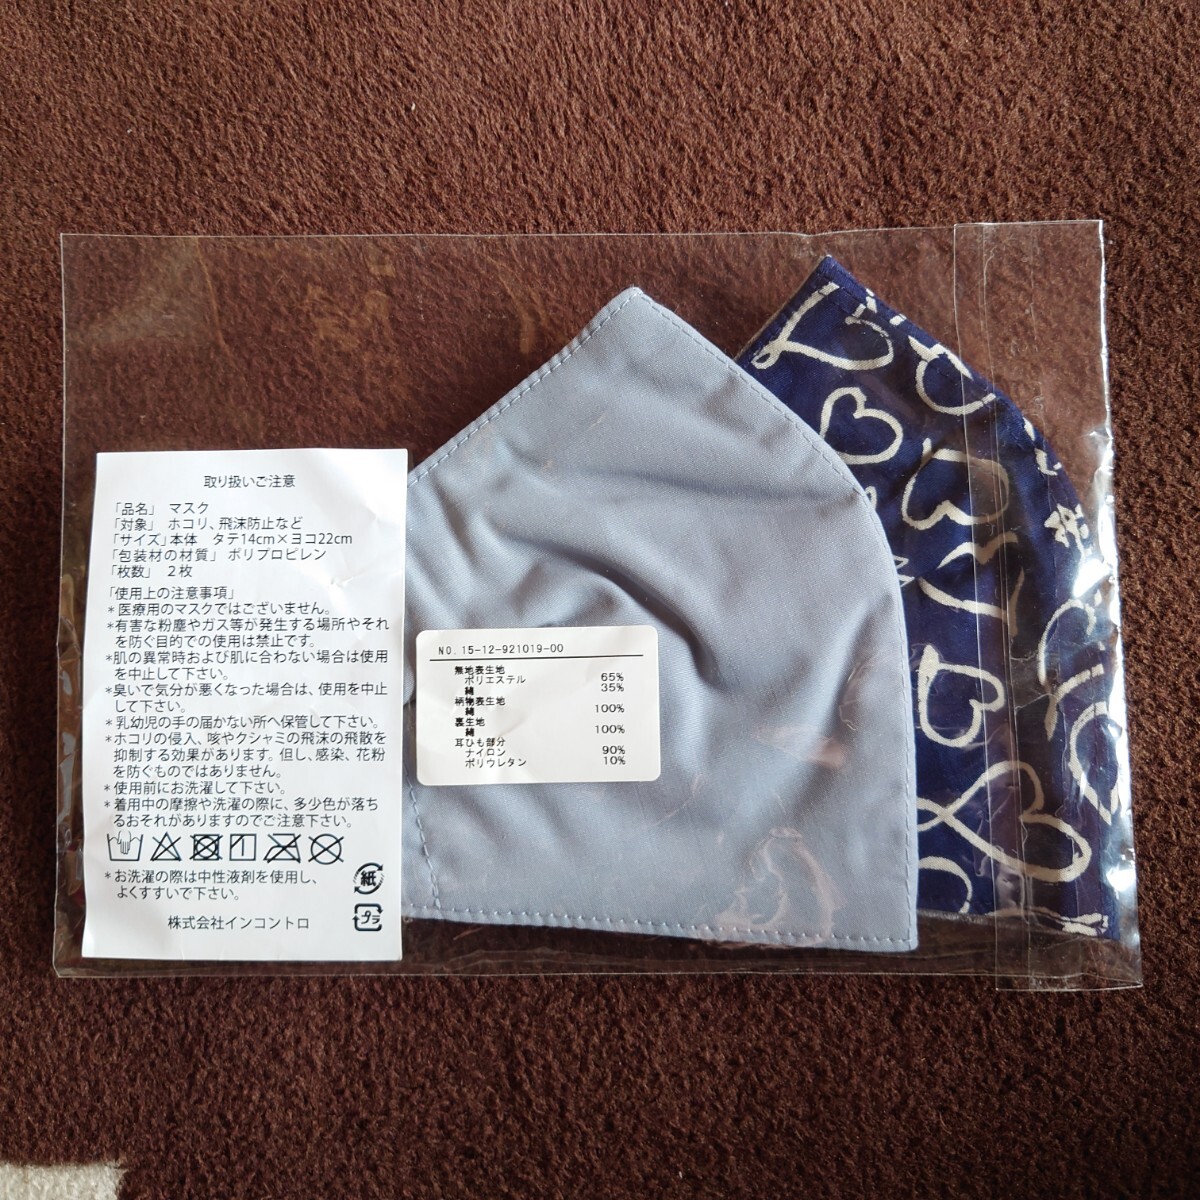 取り扱いご注意
「品名」 マスク
「対象」 ホコリ、飛沫防止など
「サイズ」本体 タテ14cm×ヨコ22cm
「包装材の材質」 ポリプロピレン
「枚数」 2枚
「使用上の注意事項」
*医療用のマスクではございません。
*有害な粉塵やガス等が発生する場所やそれ
を防ぐ目的での使用は禁止です。
*肌の異常時および肌に合わない場合は使用
を中止して下さい。
*臭いで気分が悪くなった場合は、使用を中止
して下さい。
*乳幼児の手の届かない所へ保管して下さい。
*ホコリの侵入、咳やクシャミの飛沫の飛散を
抑制する効果があります。但し、感染、花粉
を防ぐものではありません。
*使用前にお洗濯して下さい。
*着用中の摩擦や洗濯の際に、多少色が落ち
るおそれがありますのでご注意下さい。
*お洗濯の際は中性液剤を使用し、
よくすすいで下さい。
紙
プラ
株式会社インコントロ
NO.15-12-921019-00
無地表生地
ポリエステル 65%
綿 35%
柄物表生地
綿 100%
裏生地
綿 100%
耳ひも部分
ナイロン 90%
ポリウレタン 10%